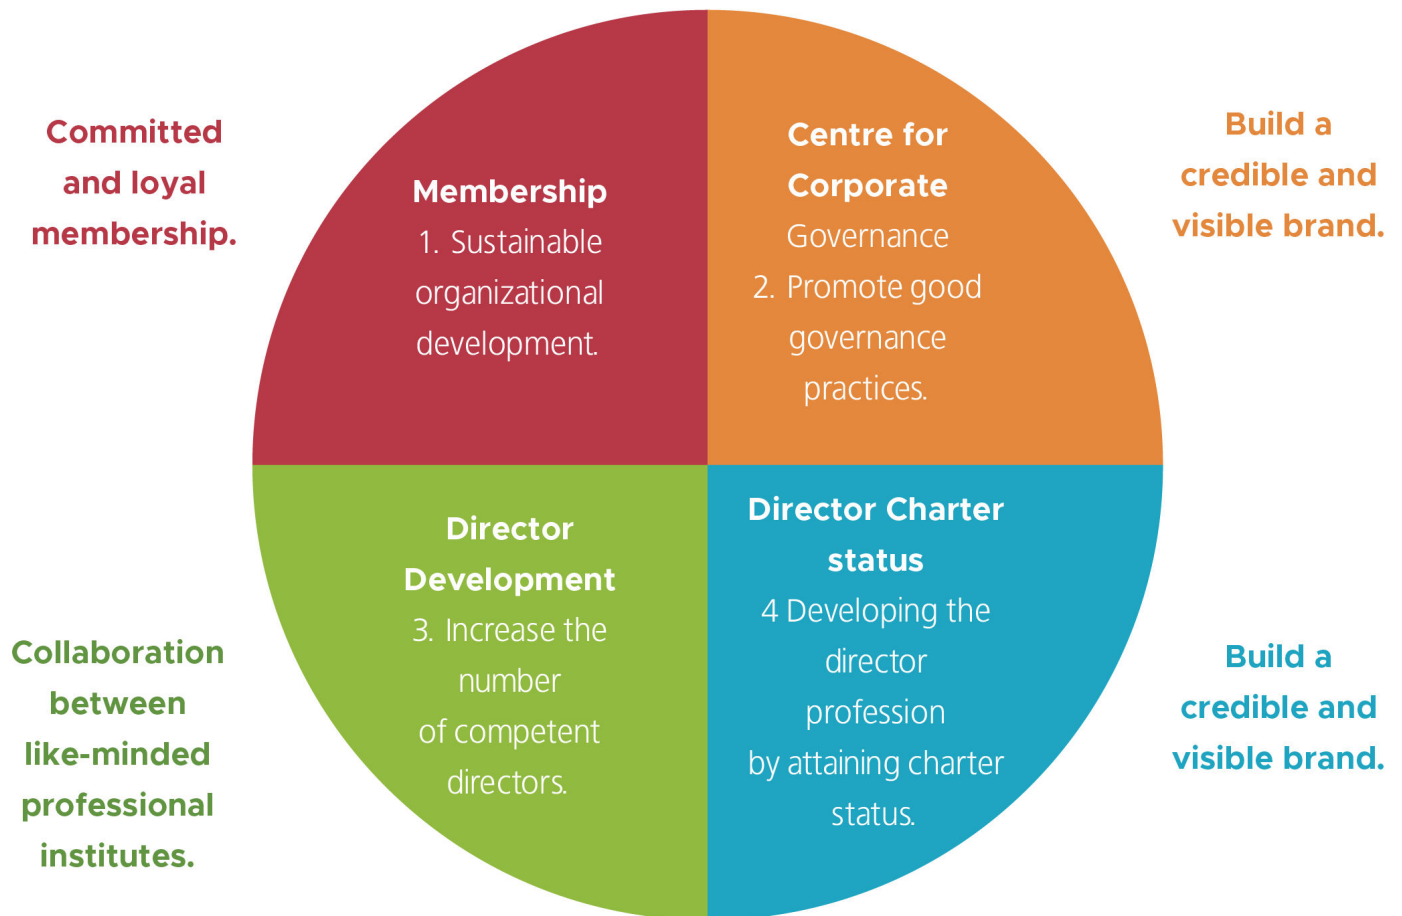 Committed
and loyal
membership.
Membership
1. Sustainable
organizational
development.
Centre for
Corporate
Governance
2. Promote good
governance
practices.
Build a
credible and
visible brand.
Collaboration
between
like-minded
professional
institutes.
Director
Development
3. Increase the
number
of competent
directors.
Director Charter
status
4 Developing the
director
profession
by attaining charter
status.
Build a
credible and
visible brand.